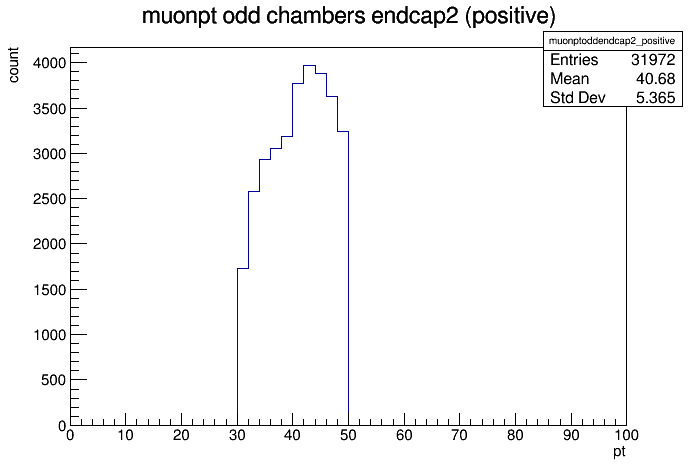 muonpt odd chambers endcap2 (positive)
muonptoddendcap2_positive
Entries 31972
Mean 40.68
Std Dev 5.365
count
4000
3500
3000
2500
2000
1500
1000
500
0
0 10 20 30 40 50 60 70 80 90 100
pt